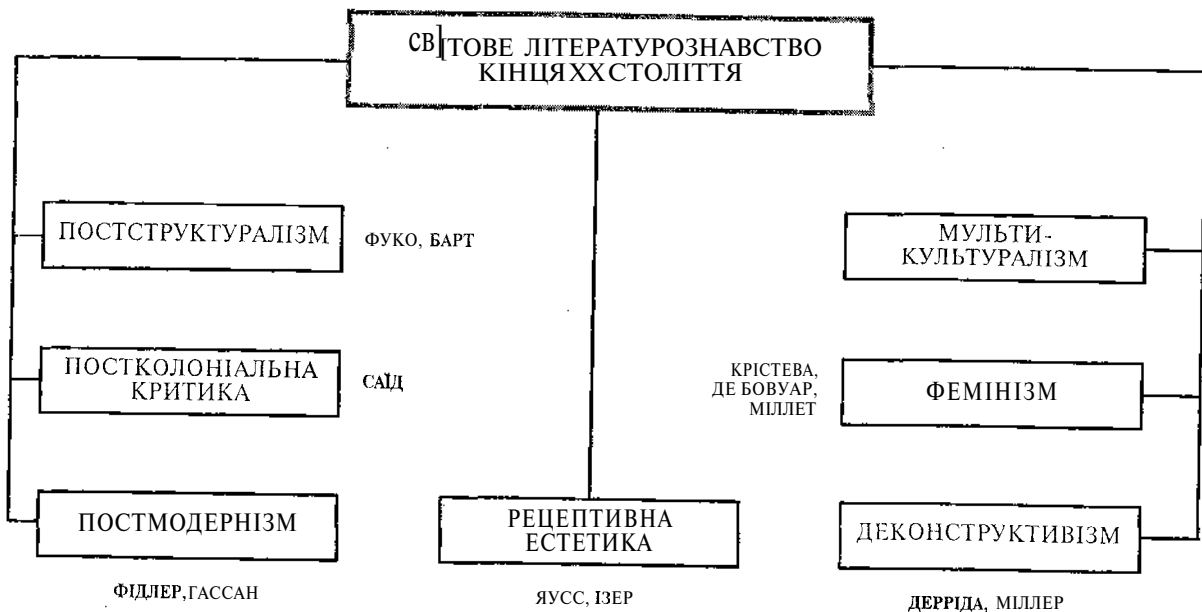 СВІТОВЕ ЛІТЕРАТУРОЗНАВСТВО
КІНЦЯ ХХ СТОЛІТТЯ
ПОСТСТРУКТУРАЛІЗМ
ФУКО, БАРТ
ПОСТКОЛОНІАЛЬНА
КРИТИКА
САЇД
ПОСТМОДЕРНІЗМ
ФІДЛЕР, ГАССАН
РЕЦЕПТИВНА
ЕСТЕТИКА
ЯУСС, ІЗЕР
МУЛЬТИ-
КУЛЬТУРАЛІЗМ
КРІСТЕВА,
ДЕ БОВУАР,
МІЛЛЕТ
ФЕМІНІЗМ
ДЕКОНСТРУКТИВІЗМ
ДЕРРІДА, МІЛЛЕР